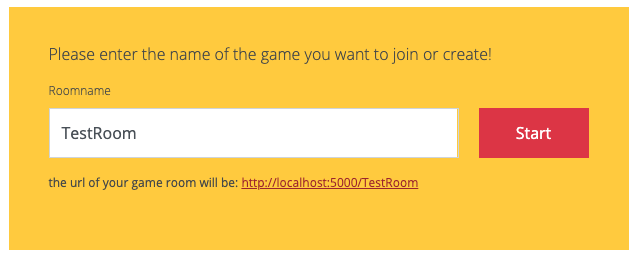 Please enter the name of the game you want to join or create!
Roomname
TestRoom
Start
the url of your game room will be: http://localhost:5000/TestRoom